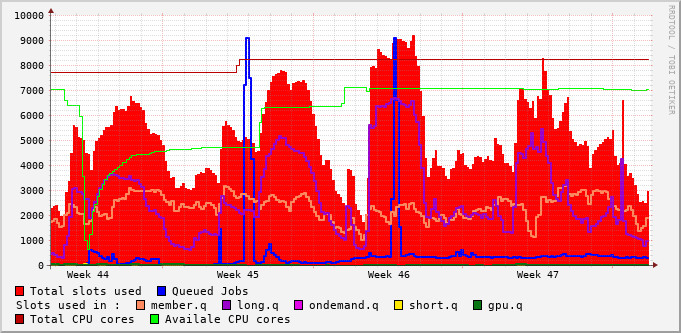 10000
9000
8000
7000
6000
5000
4000
3000
2000
1000
0
Week 44 Week 45 Week 46 Week 47
RRDTOOL / TOBI OETIKER
Total slots used Queued Jobs
Slots used in : member.q long.q ondemand.q short.q gpu.q
Total CPU cores Availale CPU cores